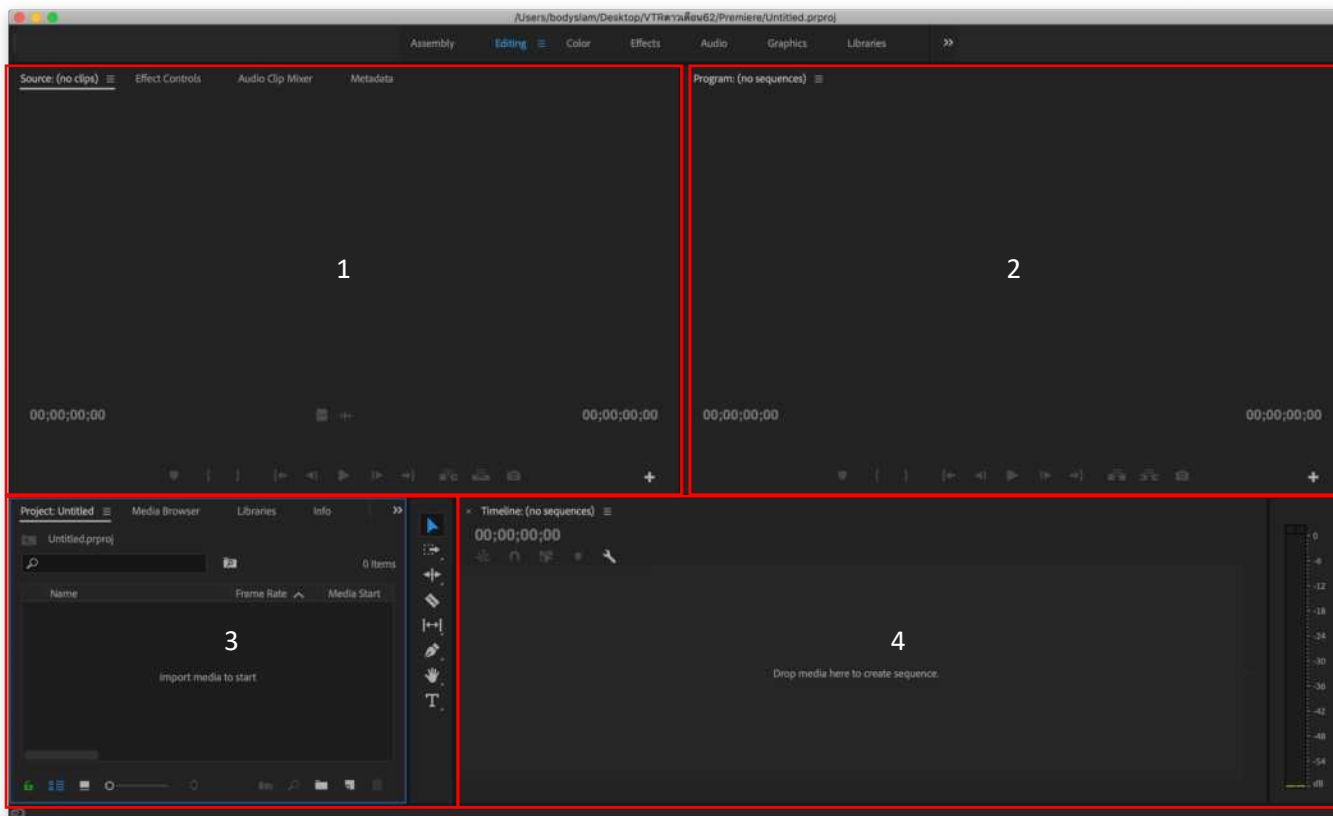 /Users/bodyslam/Desktop/VTRดาวเดือน62/Premiere/Untitled.prproj
Assembly Editing Color Effects Audio Graphics Libraries
Source: (no clips) Effect Controls Audio Clip Mixer Metadata
Program: (no sequences)
1
2
00;00;00;00 00;00;00;00
00;00;00;00 00;00;00;00
Project: Untitled Media Browser Libraries Info
Untitled.prproj
0 Items
Name Frame Rate Media Start
3
Import media to start
T
Timeline: (no sequences)
00;00;00;00
4
Drop media here to create sequence.
0
-6
-12
-18
-24
-30
-36
-42
-48
-54
dB